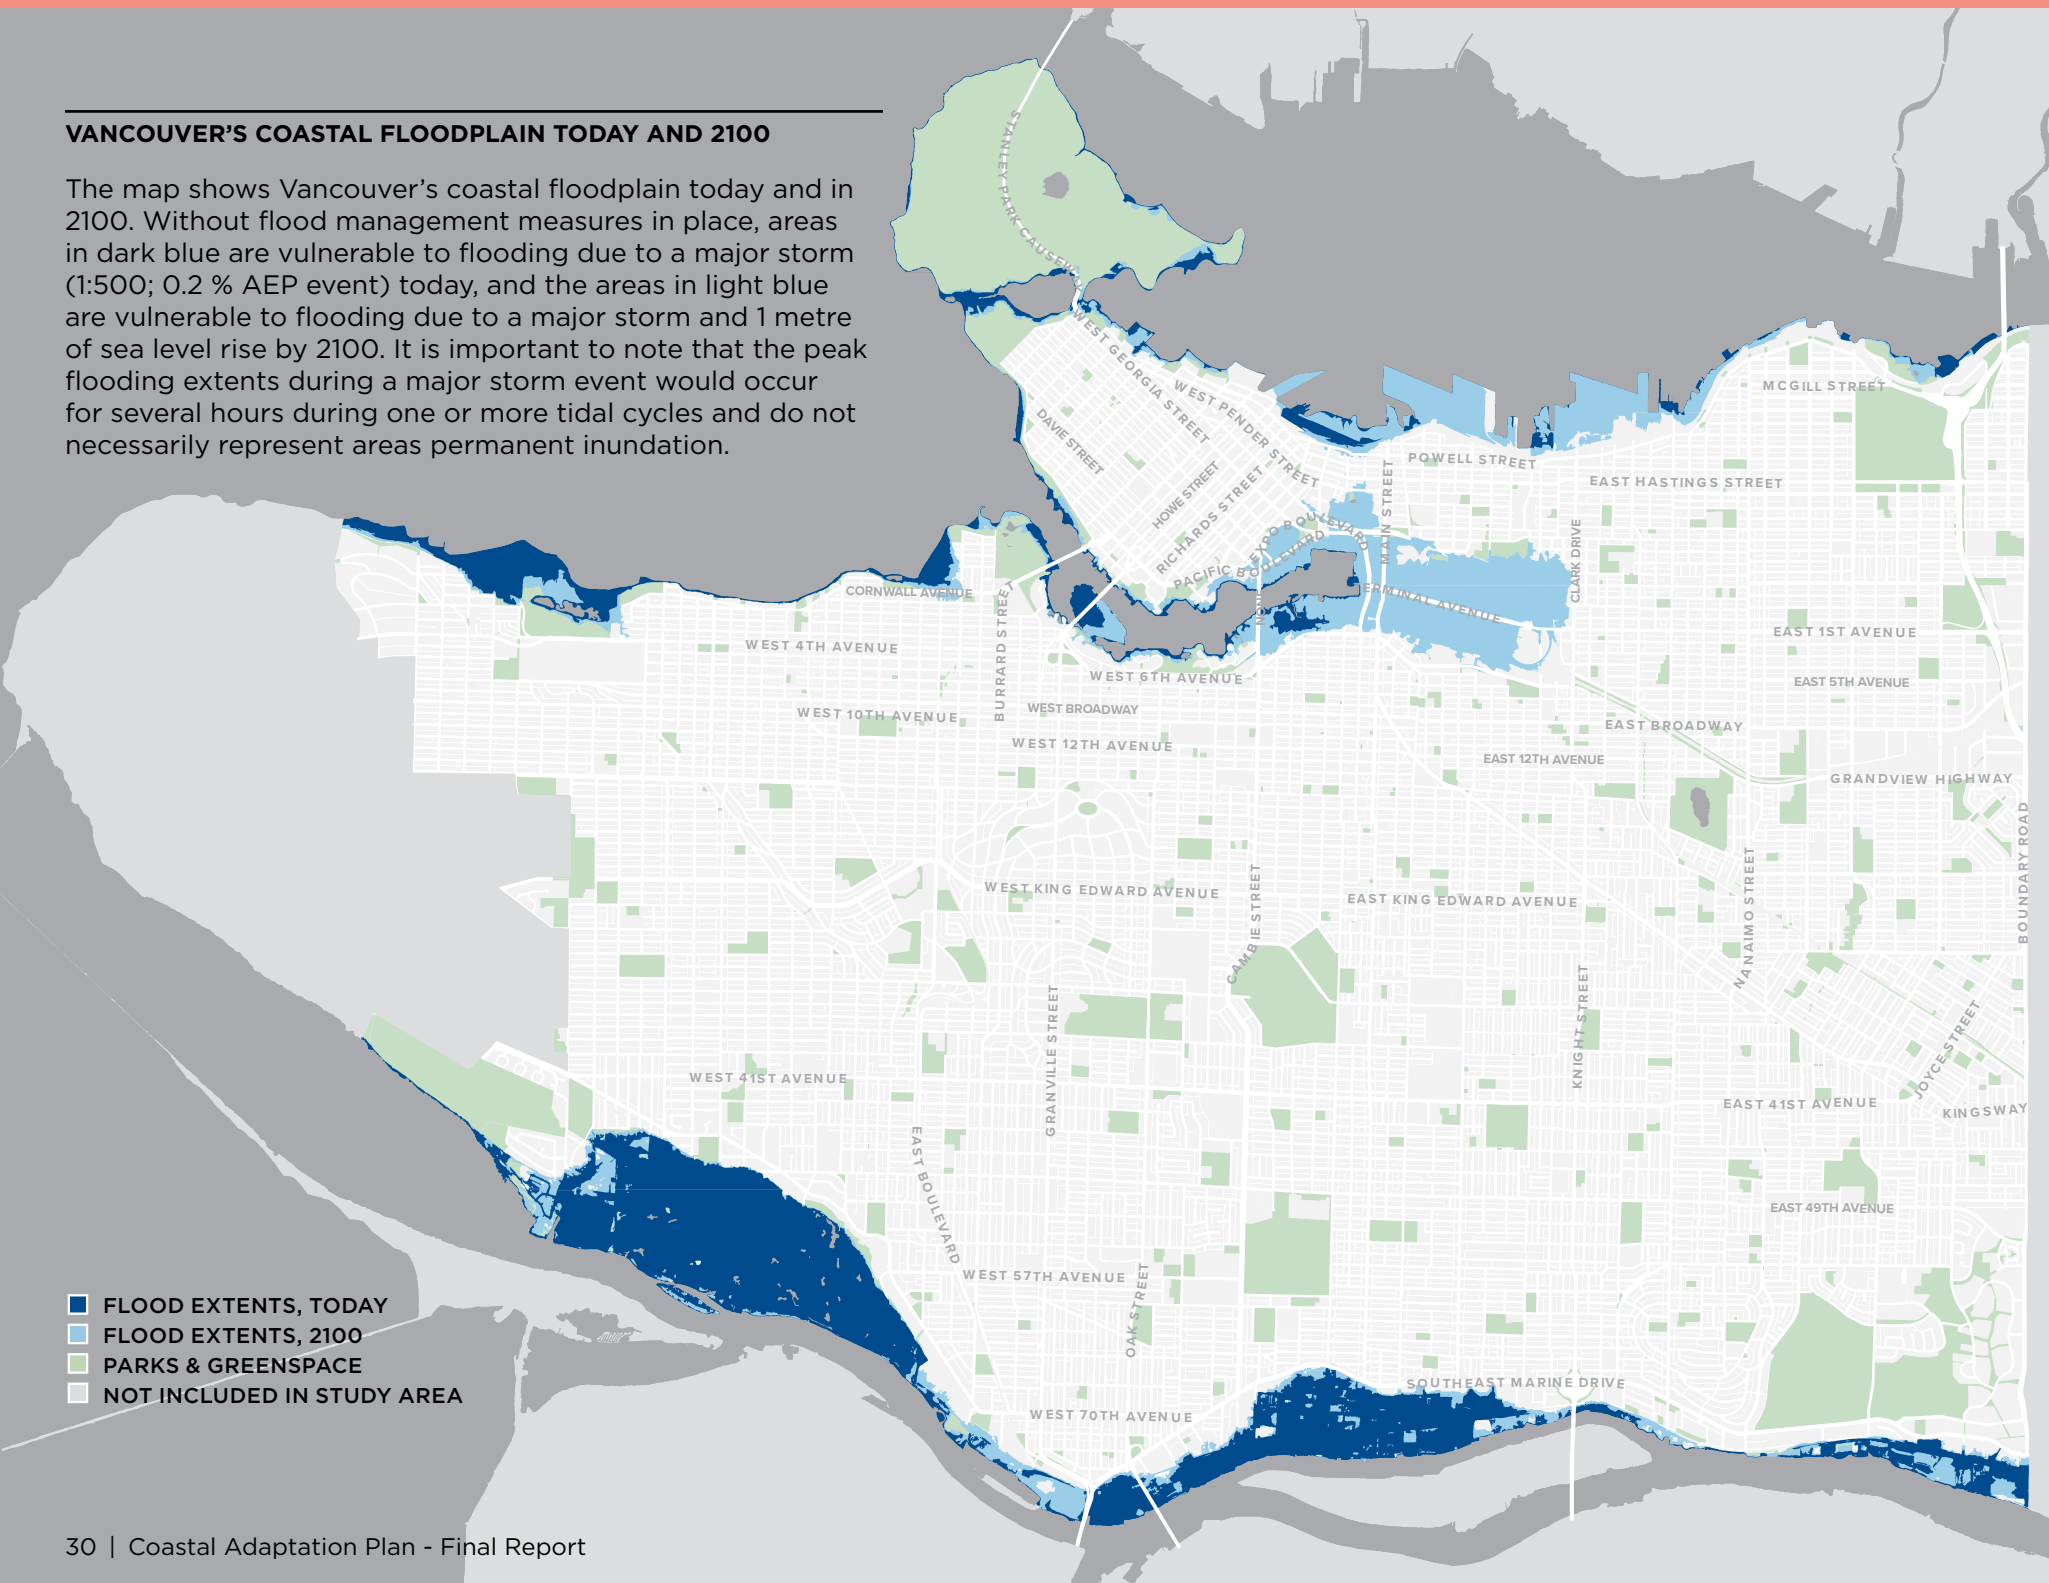 VANCOUVER'S COASTAL FLOODPLAIN TODAY AND 2100
The map shows Vancouver's coastal floodplain today and in
2100. Without flood management measures in place, areas
in dark blue are vulnerable to flooding due to a major storm
(1:500; 0.2 % AEP event) today, and the areas in light blue
are vulnerable to flooding due to a major storm and 1 metre
of sea level rise by 2100. It is important to note that the peak
flooding extents during a major storm event would occur
for several hours during one or more tidal cycles and do not
necessarily represent areas permanent inundation.
STANLEY PARK CAUSEWAY
WEST GEORGIA STREET
WEST PENDER STREET
DAVIE STREET
HOWE STREET
RICHARDS STREET
EXPO BOULEVARD
PACIFIC BOULEVARD
MAIN STREET
POWELL STREET
MCGILL STREET
EAST HASTINGS STREET
CLARK DRIVE
TERMINAL AVENUE
CORNWALL AVENUE
BURRARD STREET
WEST 4TH AVENUE
WEST 6TH AVENUE
EAST 1ST AVENUE
EAST 5TH AVENUE
WEST 10TH AVENUE
WEST BROADWAY
EAST BROADWAY
WEST 12TH AVENUE
EAST 12TH AVENUE
GRANDVIEW HIGHWAY
BOUNDARY ROAD
NANAIMO STREET
WEST KING EDWARD AVENUE
CAMBIE STREET
EAST KING EDWARD AVENUE
KNIGHT STREET
GRANVILLE STREET
JOYCE STREET
WEST 41ST AVENUE
EAST 41ST AVENUE
KINGSWAY
EAST BOULEVARD
EAST 49TH AVENUE
WEST 57TH AVENUE
OAK STREET
SOUTHEAST MARINE DRIVE
WEST 70TH AVENUE
FLOOD EXTENTS, TODAY
FLOOD EXTENTS, 2100
PARKS & GREENSPACE
NOT INCLUDED IN STUDY AREA
30 | Coastal Adaptation Plan - Final Report